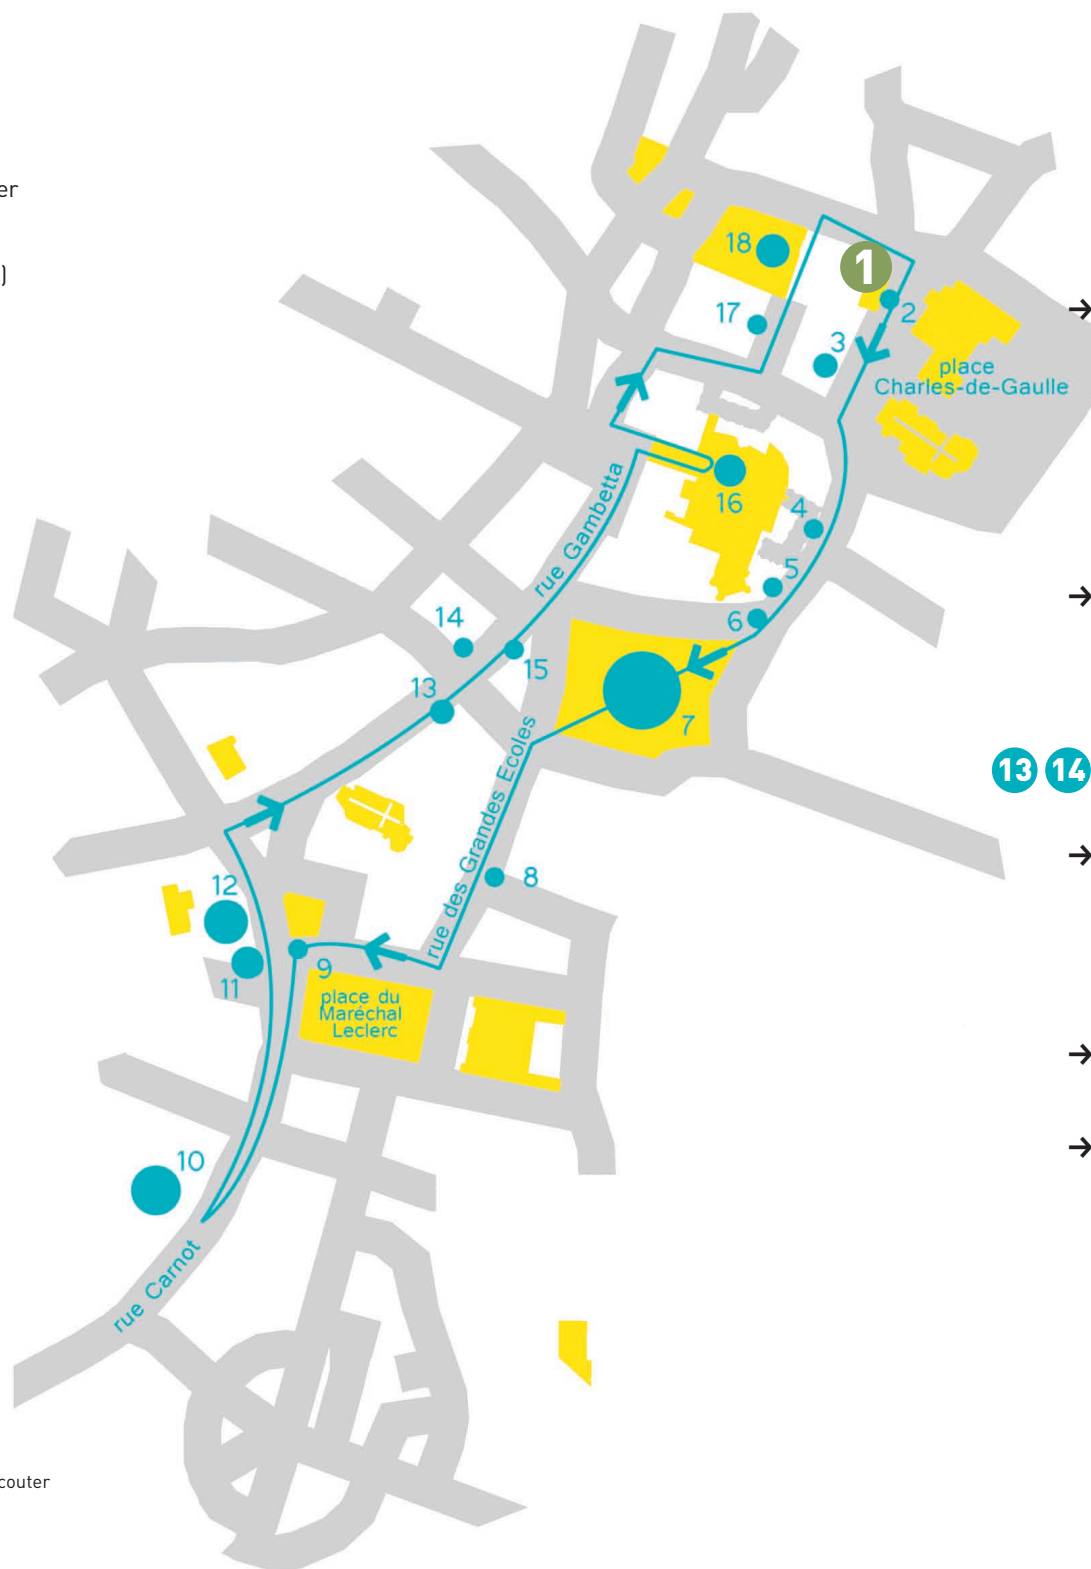 er
)
18
1
17
2
3
place
Charles-de-Gaulle
16
4
rue Gambetta
5
6
14
15
13
7
13 14
rue des Grandes Ecoles
8
12
11
9
place du
Maréchal
Leclerc
10
rue Carnot
couter